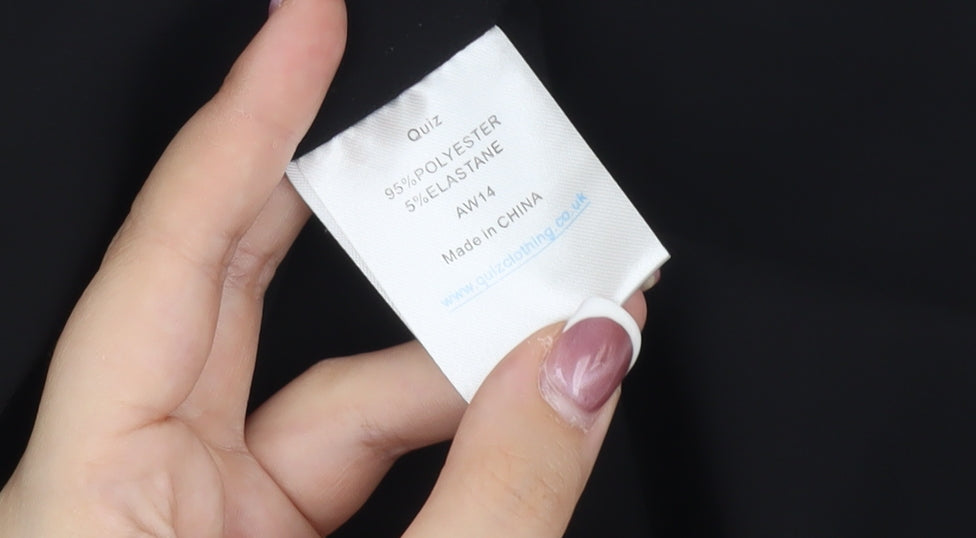 Quiz
95%POLYESTER
5%ELASTANE
AW14
Made in CHINA
www.quizclothing.co.uk